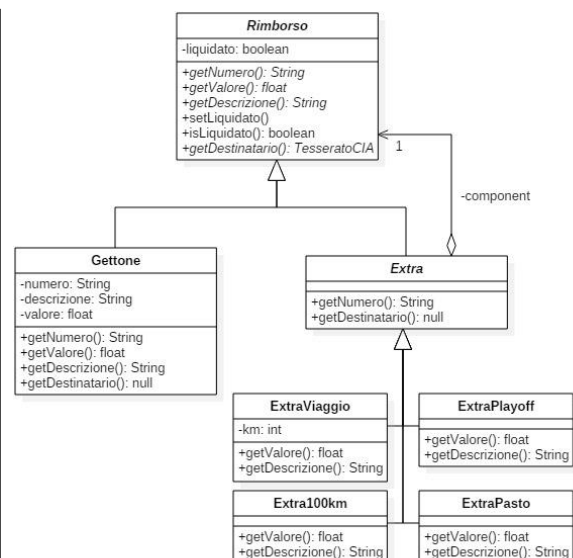 Rimborso
-liquidato: boolean
+getNumero(): String
+getValore(): float
+getDescrizione(): String
+setLiquidato()
+isLiquidato(): boolean
+getDestinatario(): TesseratoCIA
1
-component
Gettone
-numero: String
-descrizione: String
-valore: float
+getNumero(): String
+getValore(): float
+getDescrizione(): String
+getDestinatario(): null
Extra
+getNumero(): String
+getDestinatario(): null
ExtraViaggio
-km: int
+getValore(): float
+getDescrizione(): String
ExtraPlayoff
+getValore(): float
+getDescrizione(): String
Extra100km
+getValore(): float
+getDescrizione(): String
ExtraPasto
+getValore(): float
+getDescrizione(): String